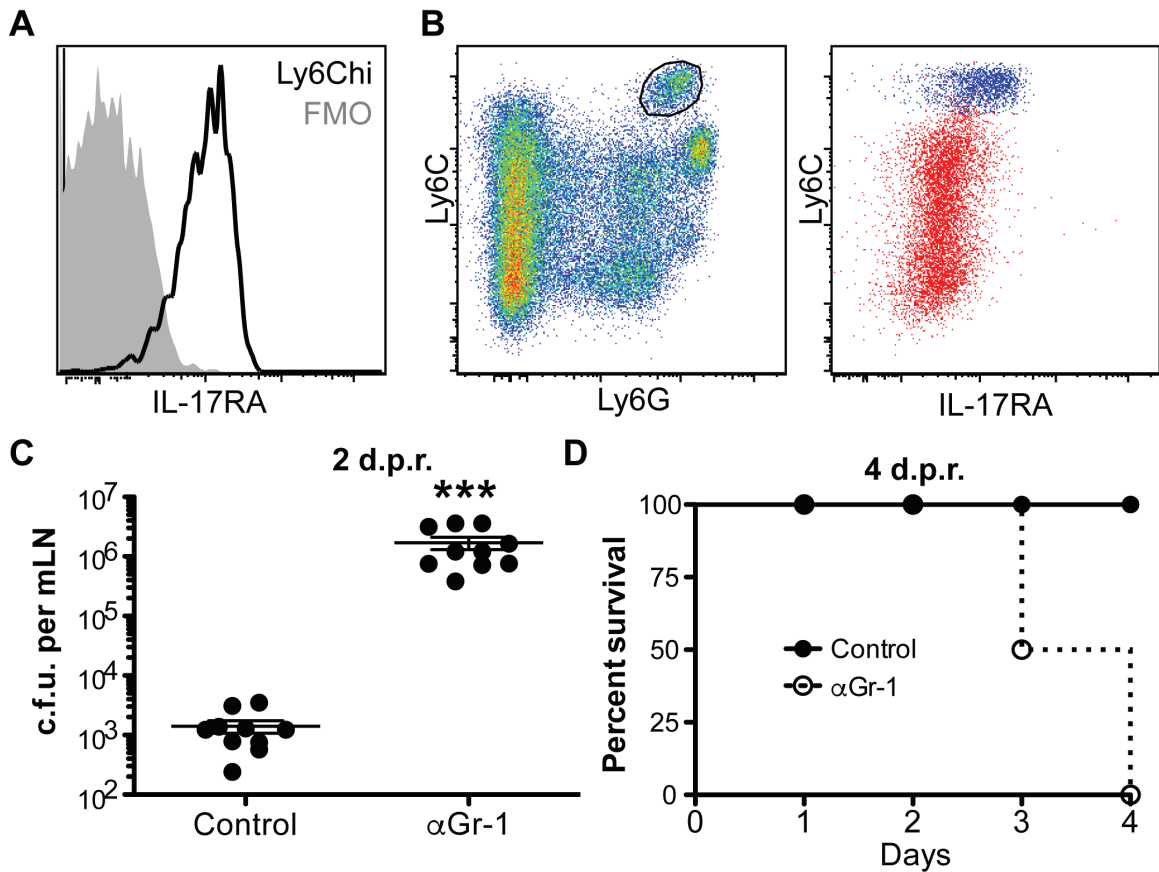 A
Ly6Chi
FMO
IL-17RA
B
Ly6C
Ly6G
Ly6C
IL-17RA
C
2 d.p.r.
***
c.f.u. per mLN
10⁷
10⁶
10⁵
10⁴
10³
10²
Control
αGr-1
D
4 d.p.r.
Percent survival
100
75
50
25
0
Control
αGr-1
0 1 2 3 4
Days